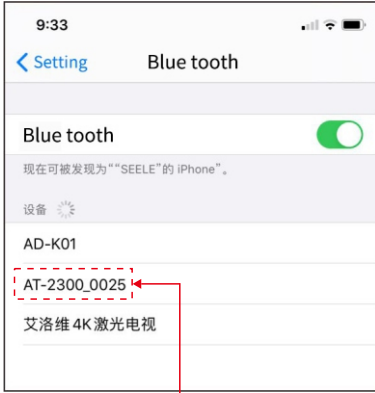 9:33
Setting
Blue tooth
Blue tooth
现在可被发现为““SEELE”的 iPhone”。
设备
AD-K01
AT-2300_0025
艾洛维 4K 激光电视